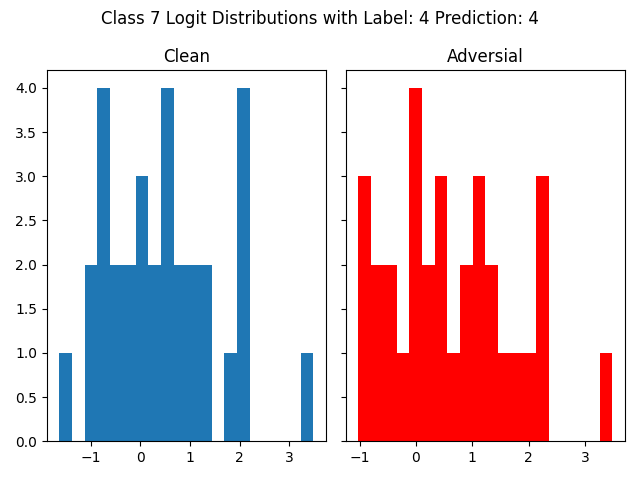 Class 7 Logit Distributions with Label: 4 Prediction: 4
Clean
Adversial
4.0
3.5
3.0
2.5
2.0
1.5
1.0
0.5
0.0
−1 0 1 2 3
−1 0 1 2 3